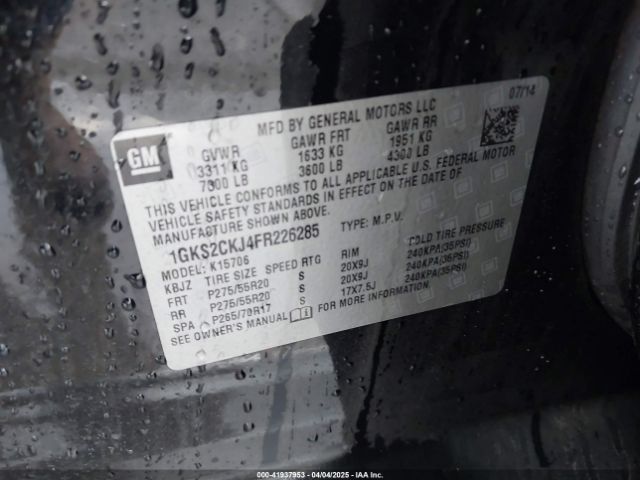 MFD BY GENERAL MOTORS LLC 07/14
GM
GVWR GAWR FRT GAWR RR
3311 KG 1633 KG 1951 KG
7300 LB 3600 LB 4300 LB
THIS VEHICLE CONFORMS TO ALL APPLICABLE U.S. FEDERAL MOTOR
VEHICLE SAFETY STANDARDS IN EFFECT ON THE DATE OF
MANUFACTURE SHOWN ABOVE.
1GKS2CKJ4FR226285 TYPE: M.P.V.
MODEL: K15706
KBJZ TIRE SIZE SPEED RTG RIM COLD TIRE PRESSURE
FRT P275/55R20 S 20X9J 240KPA(35PSI)
RR P275/55R20 S 20X9J 240KPA(35PSI)
SPA P265/70R17 S 17X7.5J 240KPA(35PSI)
SEE OWNER'S MANUAL FOR MORE INFORMATION
000-41937953 - 04/04/2025 - IAA Inc.